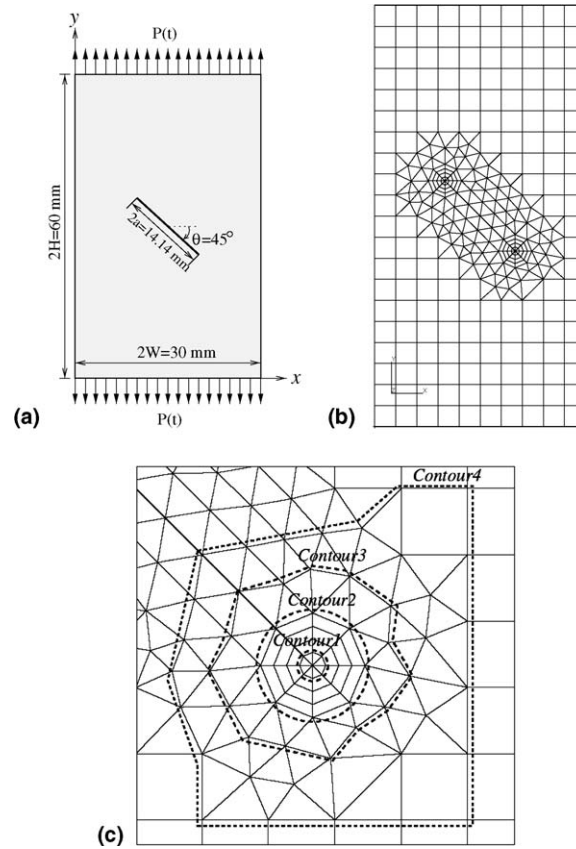 y
P(t)
2H=60 mm
2a=14.14 mm
θ=45°
2W=30 mm
x
P(t)
(a)
Y
Z
X
(b)
Contour4
Contour3
Contour2
Contour1
(c)